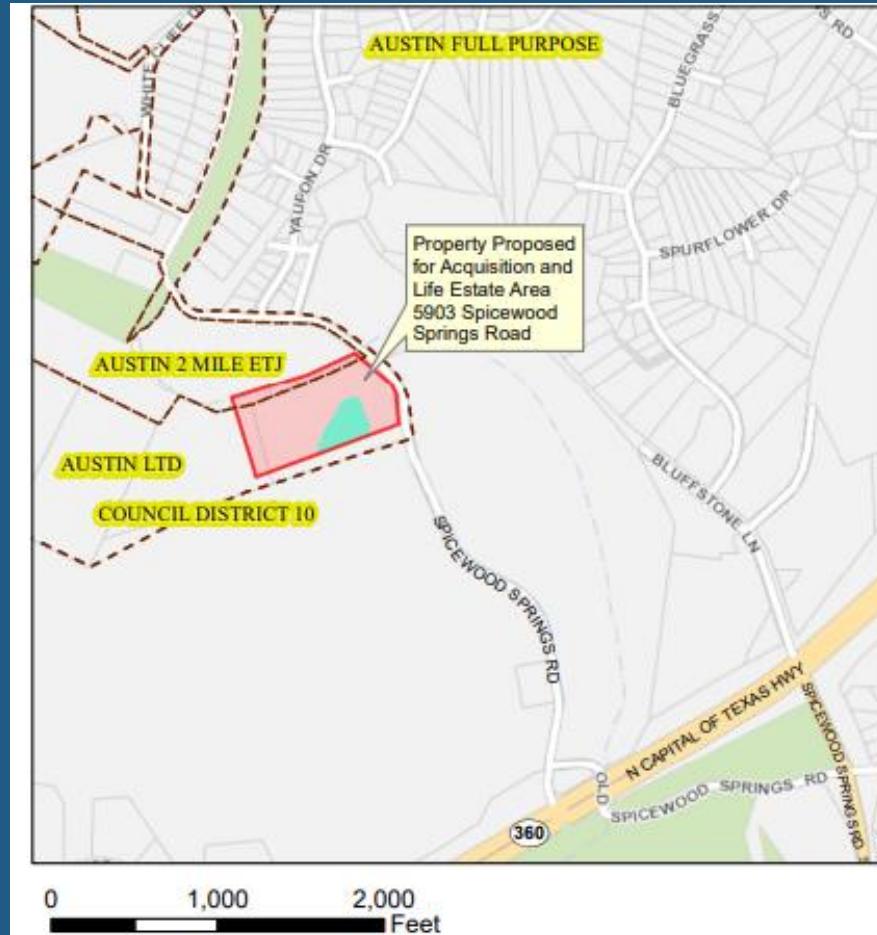 WHITE CLIFF
AUSTIN FULL PURPOSE
BLUEGRASS
RD
YAUPON DR
SPURFLOWER DR
Property Proposed
for Acquisition and
Life Estate Area
5903 Spicewood
Springs Road
AUSTIN 2 MILE ETJ
AUSTIN LTD
COUNCIL DISTRICT 10
BLUFFSTONE LN
SPICEWOOD SPRINGS RD
N CAPITAL OF TEXAS HWY
SPICEWOOD SPRINGS RD
OLD SPICEWOOD SPRINGS RD
360
0 1,000 2,000
Feet